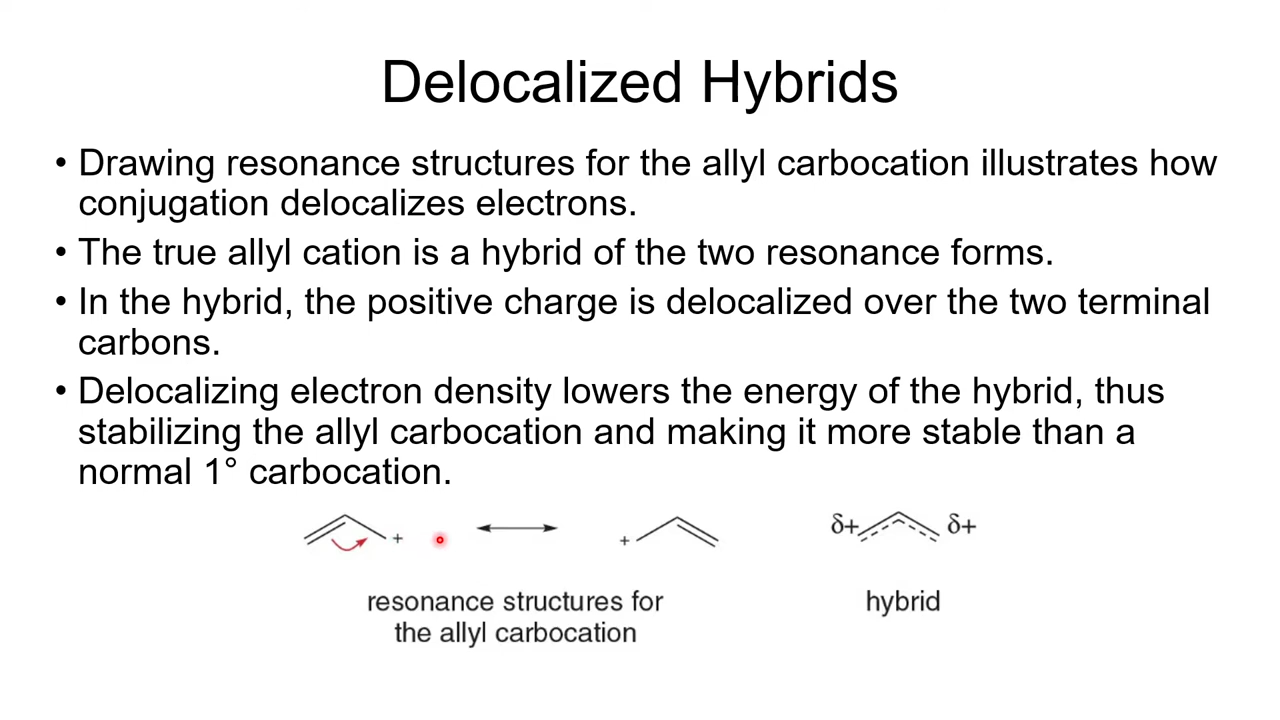 Delocalized Hybrids
• Drawing resonance structures for the allyl carbocation illustrates how
conjugation delocalizes electrons.
• The true allyl cation is a hybrid of the two resonance forms.
• In the hybrid, the positive charge is delocalized over the two terminal
carbons.
• Delocalizing electron density lowers the energy of the hybrid, thus
stabilizing the allyl carbocation and making it more stable than a
normal 1° carbocation.
+ + δ+ δ+
resonance structures for
the allyl carbocation
hybrid